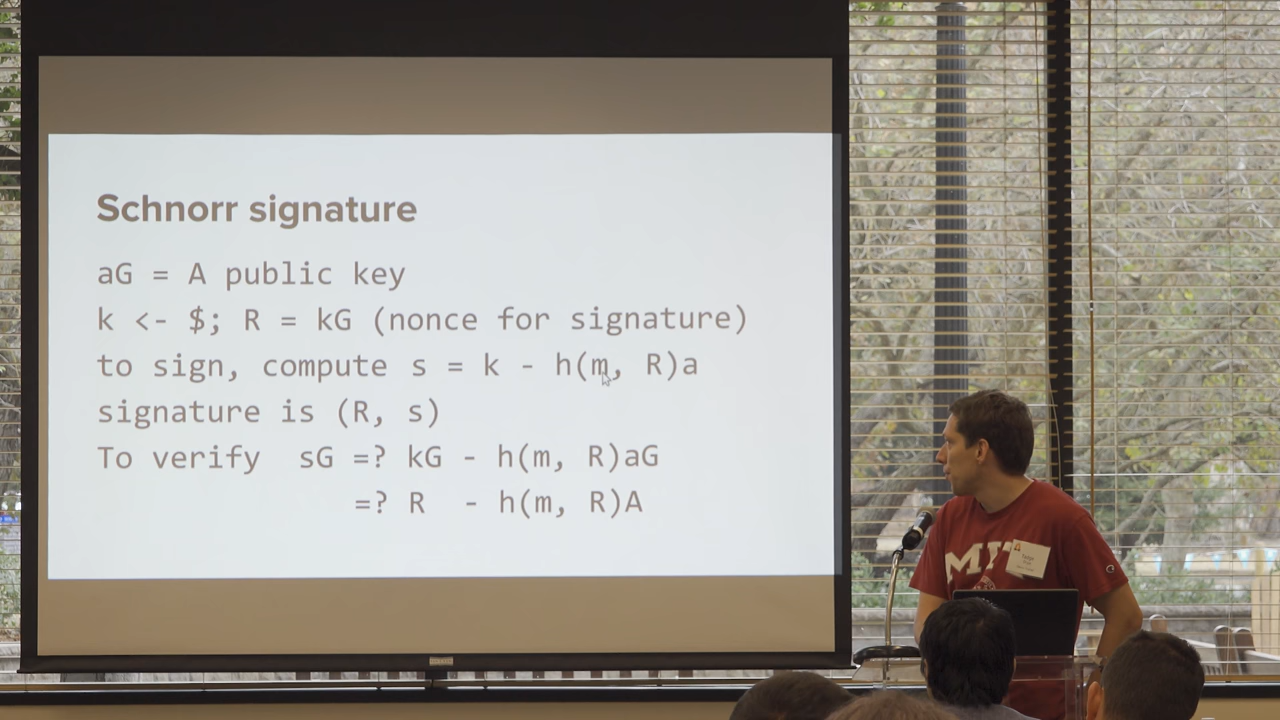 Schnorr signature
aG = A public key
k <- $; R = kG (nonce for signature)
to sign, compute s = k - h(m, R)a
signature is (R, s)
To verify sG =? kG - h(m, R)aG
=? R - h(m, R)A
MIT